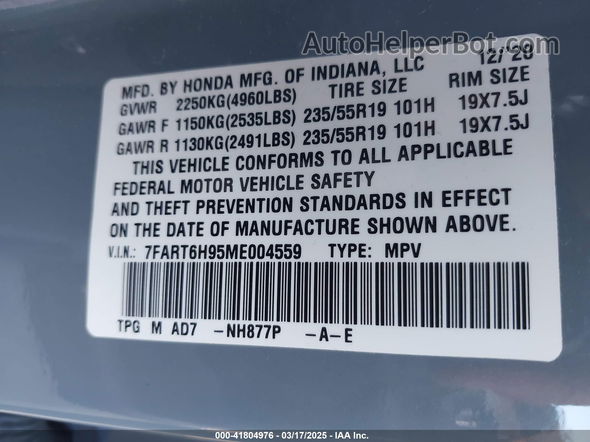 AutoHelperBot.com
MFD. BY HONDA MFG. OF INDIANA, LLC 12/'20
GVWR 2250KG(4960LBS) TIRE SIZE RIM SIZE
GAWR F 1150KG(2535LBS) 235/55R19 101H 19X7.5J
GAWR R 1130KG(2491LBS) 235/55R19 101H 19X7.5J
THIS VEHICLE CONFORMS TO ALL APPLICABLE
FEDERAL MOTOR VEHICLE SAFETY
AND THEFT PREVENTION STANDARDS IN EFFECT
ON THE DATE OF MANUFACTURE SHOWN ABOVE.
V.I.N.: 7FART6H95ME004559 TYPE: MPV
TPG M AD7 -NH877P -A-E
000-41804976 - 03/17/2025 - IAA Inc.